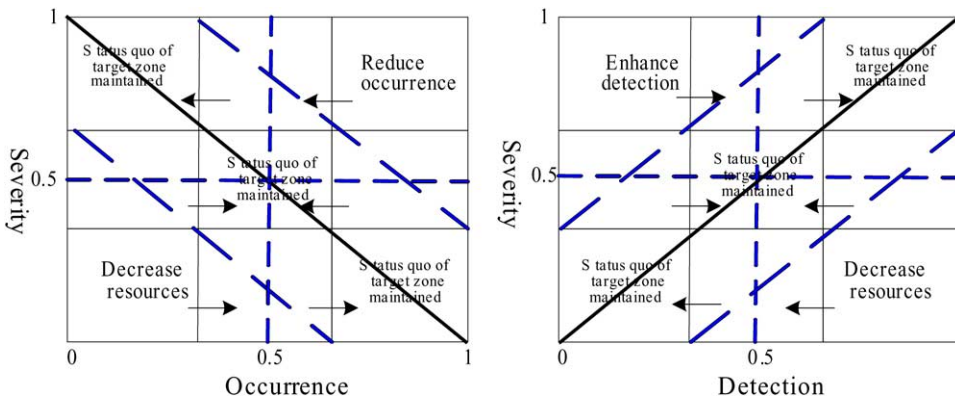 1
S tatus quo of
target zone
maintained
Reduce
occurrence
S tatus quo of
target zone
maintained
0.5
Severity
Decrease
resources
S tatus quo of
target zone
maintained
0
0.5
1
Occurrence
1
Enhance
detection
S tatus quo of
target zone
maintained
S tatus quo of
target zone
maintained
0.5
Severity
S tatus quo of
target zone
maintained
Decrease
resources
0
0.5
Detection